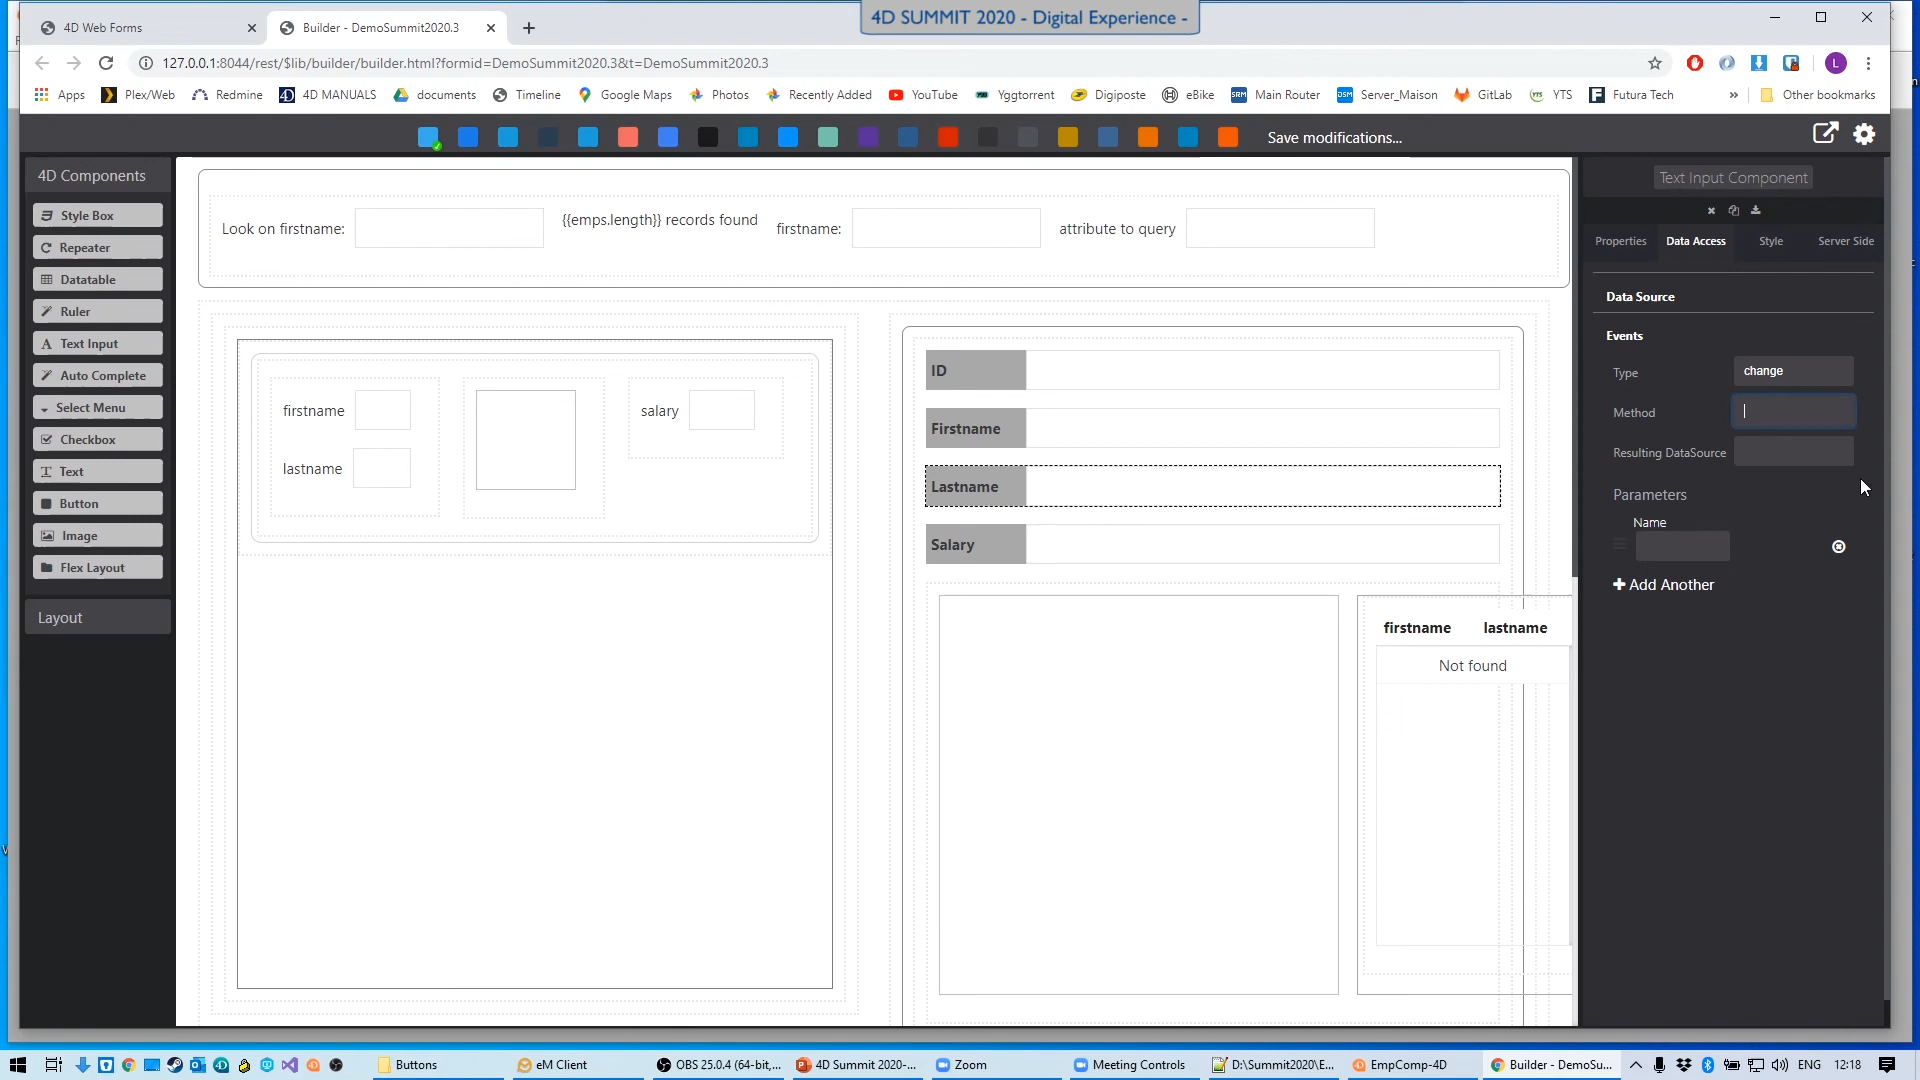 4D SUMMIT 2020 - Digital Experience -
4D Web Forms
Builder - DemoSummit2020.3
127.0.0.1:8044/rest/$lib/builder/builder.html?formid=DemoSummit2020.3&t=DemoSummit2020.3
L
Apps
Plex/Web
Redmine
4D MANUALS
documents
Timeline
Google Maps
Photos
Recently Added
YouTube
Yggtorrent
Digiposte
eBike
Main Router
Server_Maison
GitLab
YTS
Futura Tech
»
Other bookmarks
Save modifications...
4D Components
Style Box
Repeater
Datatable
Ruler
Text Input
Auto Complete
Select Menu
Checkbox
Text
Button
Image
Flex Layout
Layout
Look on firstname:
{{emps.length}} records found
firstname:
attribute to query
firstname
lastname
salary
ID
Firstname
Lastname
Salary
firstname lastname
Not found
Text Input Component
Properties
Data Access
Style
Server Side
Data Source
Events
Type
change
Method
Resulting DataSource
Parameters
Name
Add Another
Buttons
eM Client
OBS 25.0.4 (64-bit,...
4D Summit 2020-...
Zoom
Meeting Controls
D:\Summit2020\E...
EmpComp-4D
Builder - DemoSu...
ENG
12:18